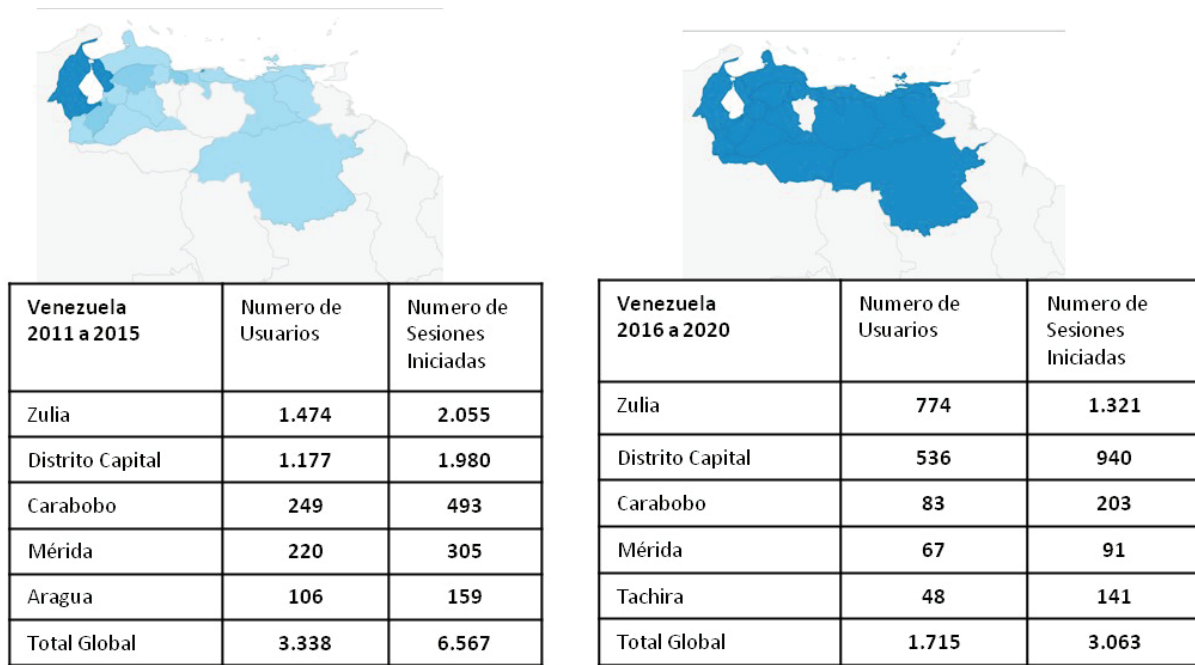 Venezuela
2011 a 2015
Numero de
Usuarios
Numero de
Sesiones
Iniciadas
Zulia
1.474
2.055
Distrito Capital
1.177
1.980
Carabobo
249
493
Mérida
220
305
Aragua
106
159
Total Global
3.338
6.567
Venezuela
2016 a 2020
Numero de
Usuarios
Numero de
Sesiones
Iniciadas
Zulia
774
1.321
Distrito Capital
536
940
Carabobo
83
203
Mérida
67
91
Tachira
48
141
Total Global
1.715
3.063